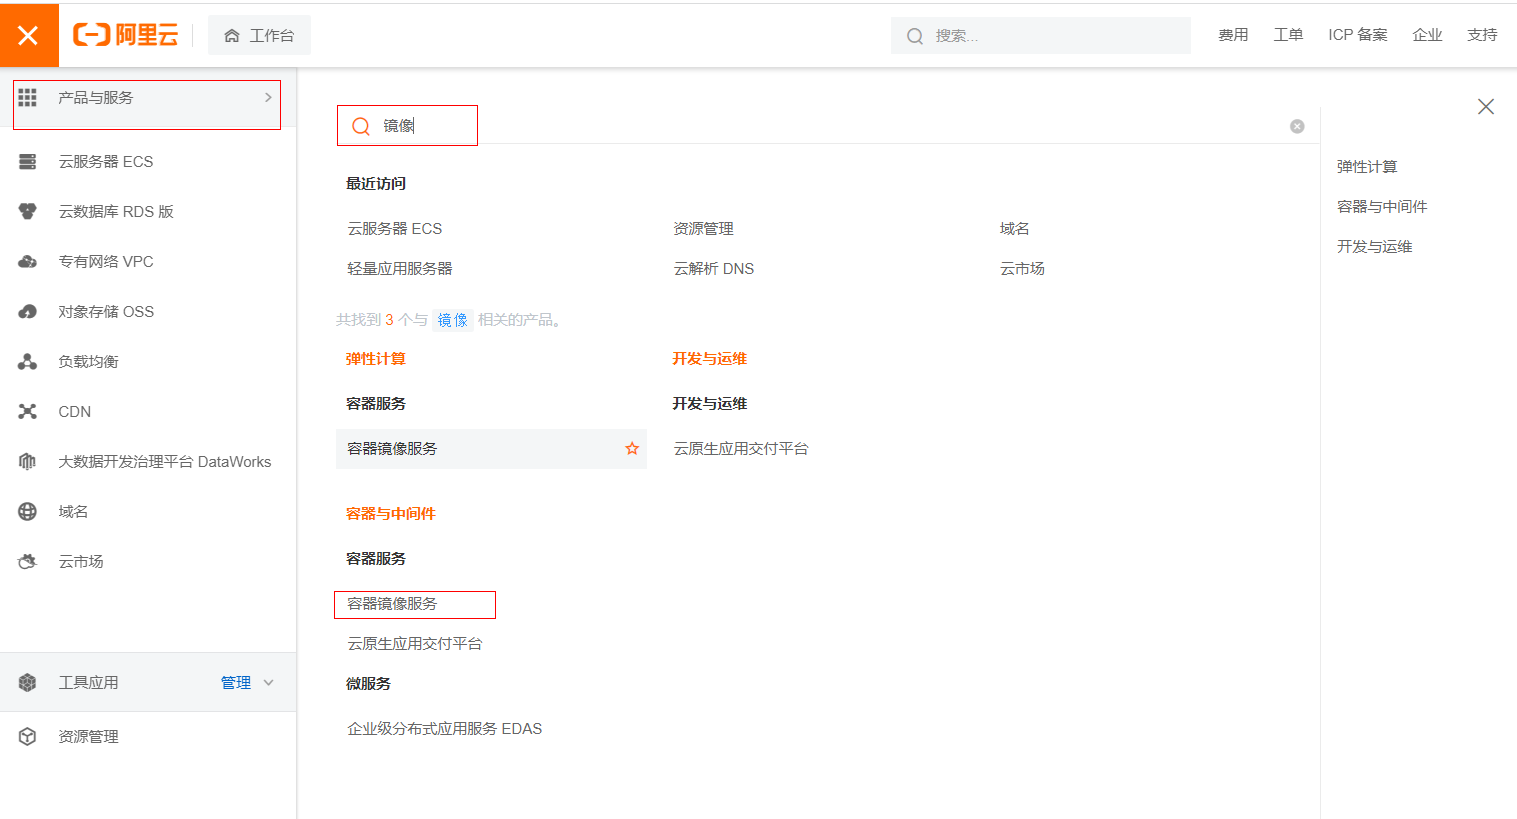 阿里云
工作台
搜索...
费用
工单
ICP 备案
企业
支持
产品与服务
云服务器 ECS
云数据库 RDS 版
专有网络 VPC
对象存储 OSS
负载均衡
CDN
大数据开发治理平台 DataWorks
域名
云市场
工具应用
管理
资源管理
镜像
最近访问
云服务器 ECS
资源管理
域名
轻量应用服务器
云解析 DNS
云市场
共找到 3 个与 镜像 相关的产品。
弹性计算
容器服务
容器镜像服务
开发与运维
开发与运维
云原生应用交付平台
容器与中间件
容器服务
容器镜像服务
云原生应用交付平台
微服务
企业级分布式应用服务 EDAS
弹性计算
容器与中间件
开发与运维